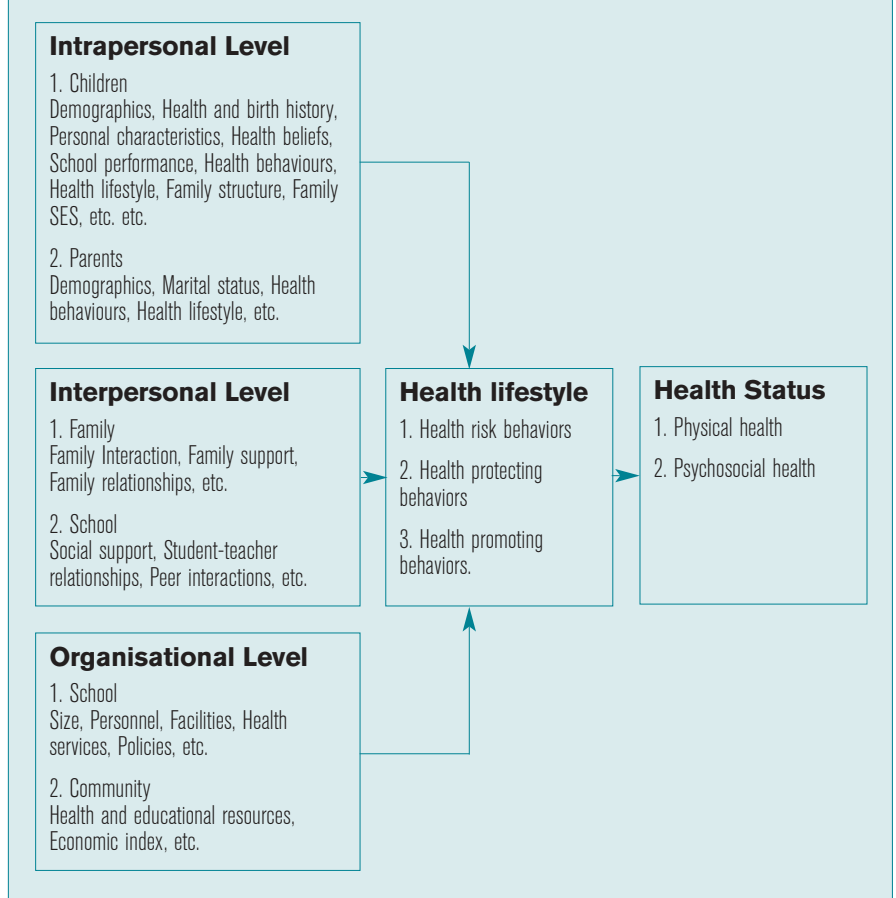 Intrapersonal Level
1. Children
Demographics, Health and birth history,
Personal characteristics, Health beliefs,
School performance, Health behaviours,
Health lifestyle, Family structure, Family
SES, etc. etc.
2. Parents
Demographics, Marital status, Health
behaviours, Health lifestyle, etc.
Interpersonal Level
1. Family
Family Interaction, Family support,
Family relationships, etc.
2. School
Social support, Student-teacher
relationships, Peer interactions, etc.
Organisational Level
1. School
Size, Personnel, Facilities, Health
services, Policies, etc.
2. Community
Health and educational resources,
Economic index, etc.
Health lifestyle
1. Health risk behaviors
2. Health protecting
behaviors
3. Health promoting
behaviors.
Health Status
1. Physical health
2. Psychosocial health